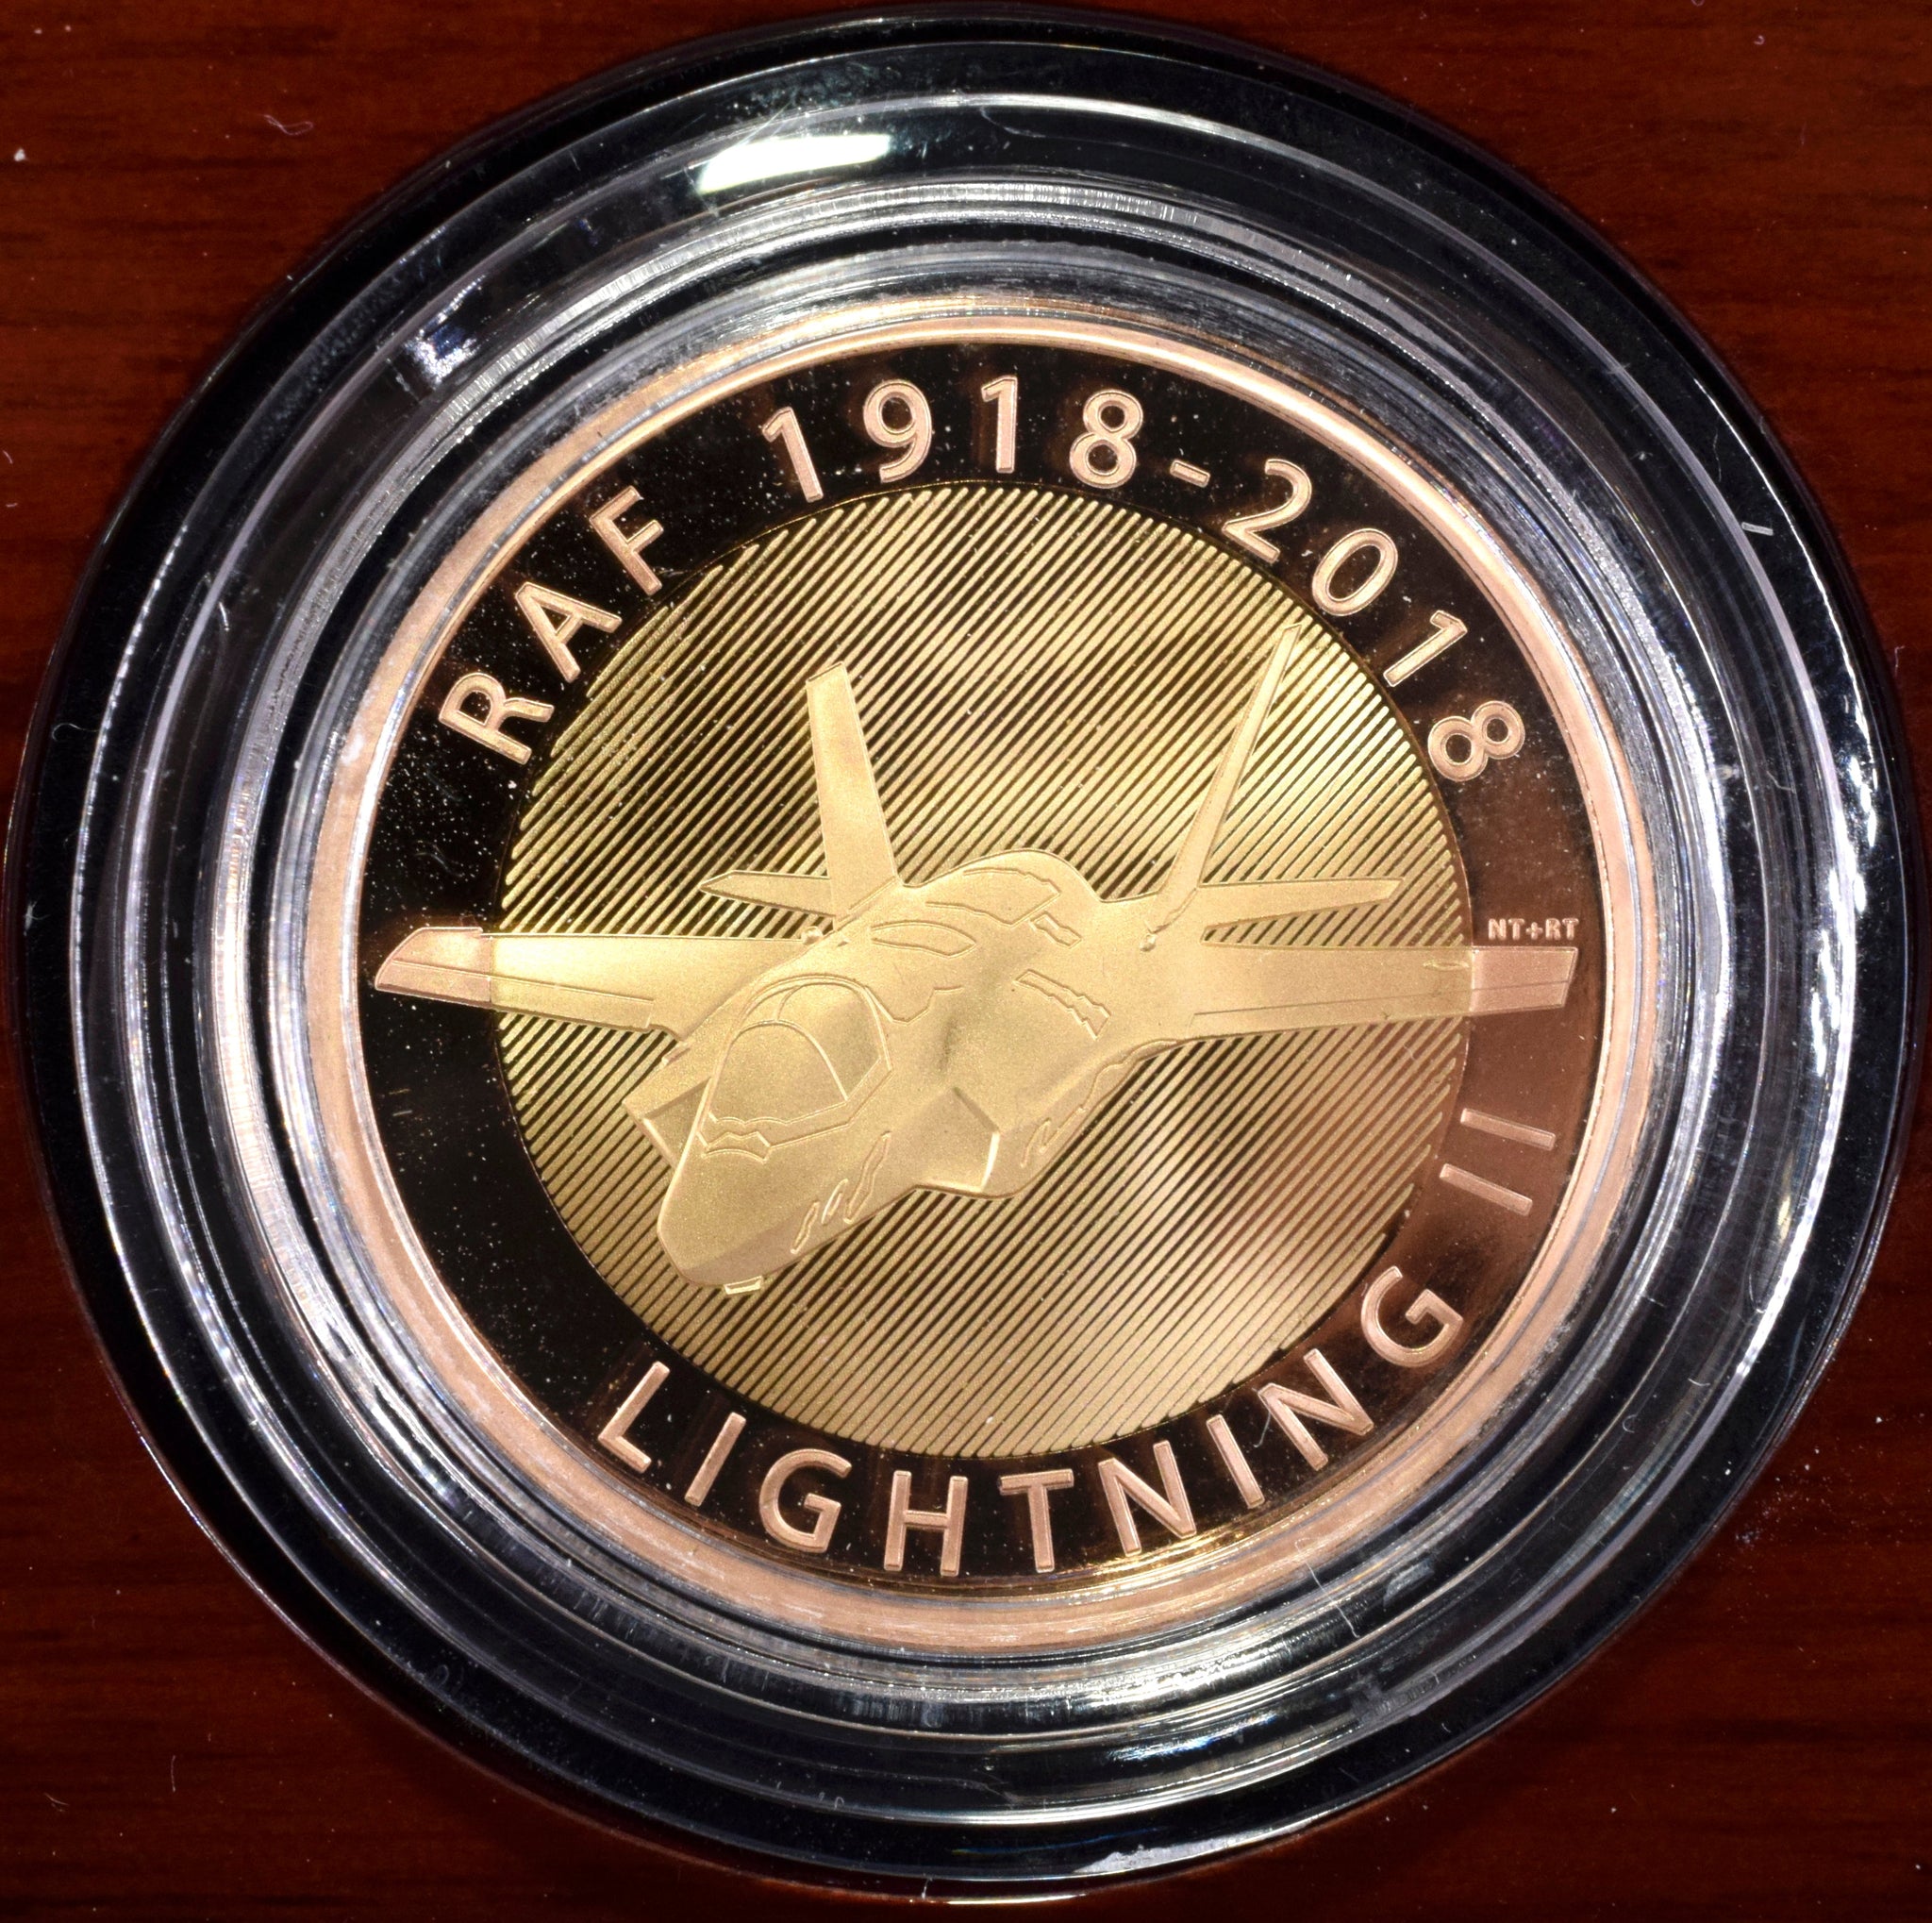 RAF 1918-2018
NT+RT
LIGHTNING II